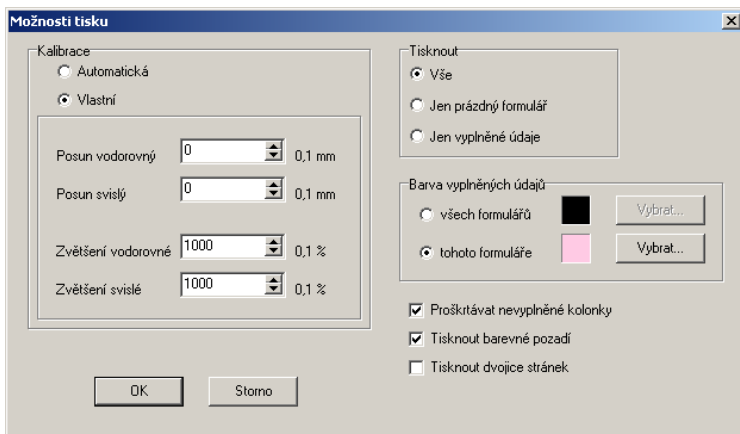 Možnosti tisku
Kalibrace
Automatická
Vlastní
Posun vodorovný 0 0,1 mm
Posun svislý 0 0,1 mm
Zvětšení vodorovné 1000 0,1 %
Zvětšení svislé 1000 0,1 %
OK Storno
Tisknout
Vše
Jen prázdný formulář
Jen vyplněné údaje
Barva vyplněných údajů
všech formulářů Vybrat...
tohoto formuláře Vybrat...
Proškrtávat nevyplněné kolonky
Tisknout barevné pozadí
Tisknout dvojice stránek